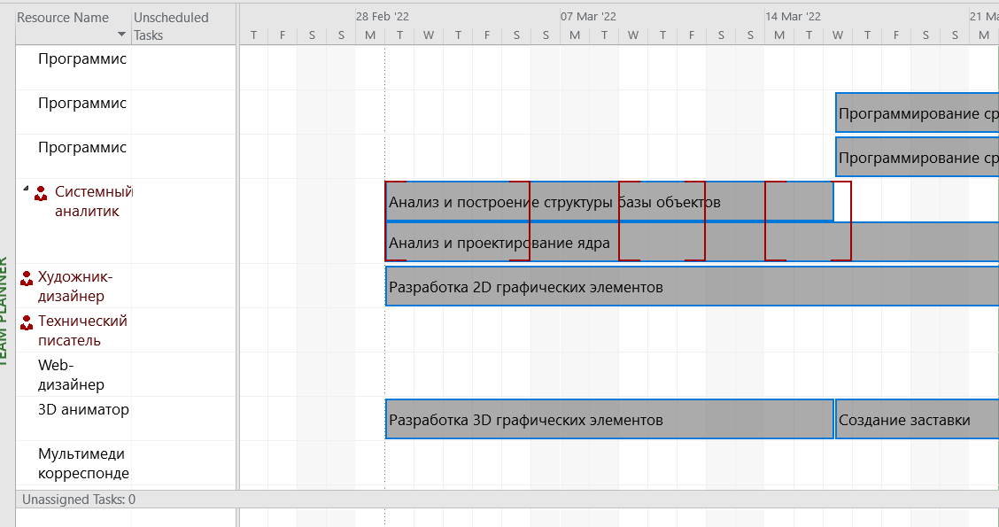 Resource Name
Unscheduled
Tasks
28 Feb '22
07 Mar '22
14 Mar '22
21 Ma
T F S S M T W T F S S M T W T F S S M T W T F S S M
Программис
Программис
Программирование ср
Программис
Программирование ср
Системный
аналитик
Анализ и построение структуры базы объектов
Анализ и проектирование ядра
Художник-
дизайнер
Разработка 2D графических элементов
Технический
писатель
Web-
дизайнер
3D аниматор
Разработка 3D графических элементов
Создание заставки
Мультимеди
корреспонде
TEAM PLANNER
Unassigned Tasks: 0